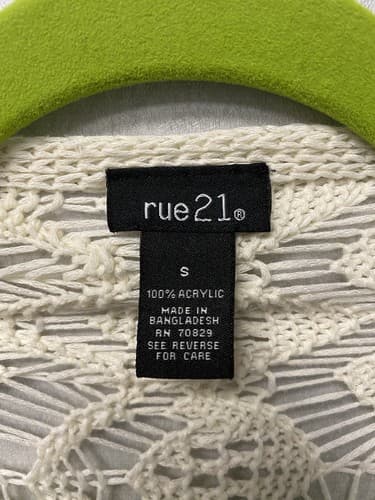 rue21®
S
100% ACRYLIC
MADE IN
BANGLADESH
RN 70829
SEE REVERSE
FOR CARE